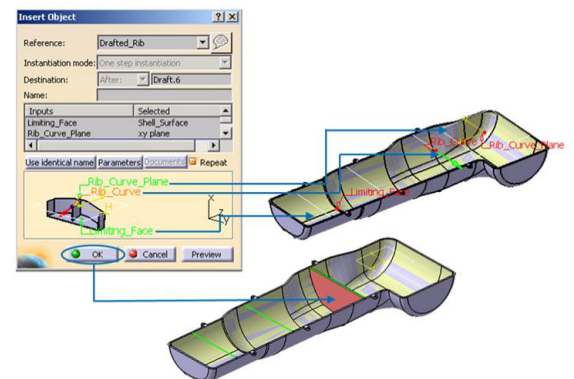 Insert Object
Reference: Drafted_Rib
Instantiation mode: One step instantiation
Destination: After: Draft.6
Name:
Inputs Selected
Limiting_Face Shell_Surface
Rib_Curve_Plane xy plane
Use identical name Parameters Documents Repeat
Rib_Curve_Plane
Rib_Curve
H
Limiting_Face
X
Z
y
OK Cancel Preview
Rib_Curve
Rib_Curve_Plane
Limiting_Face